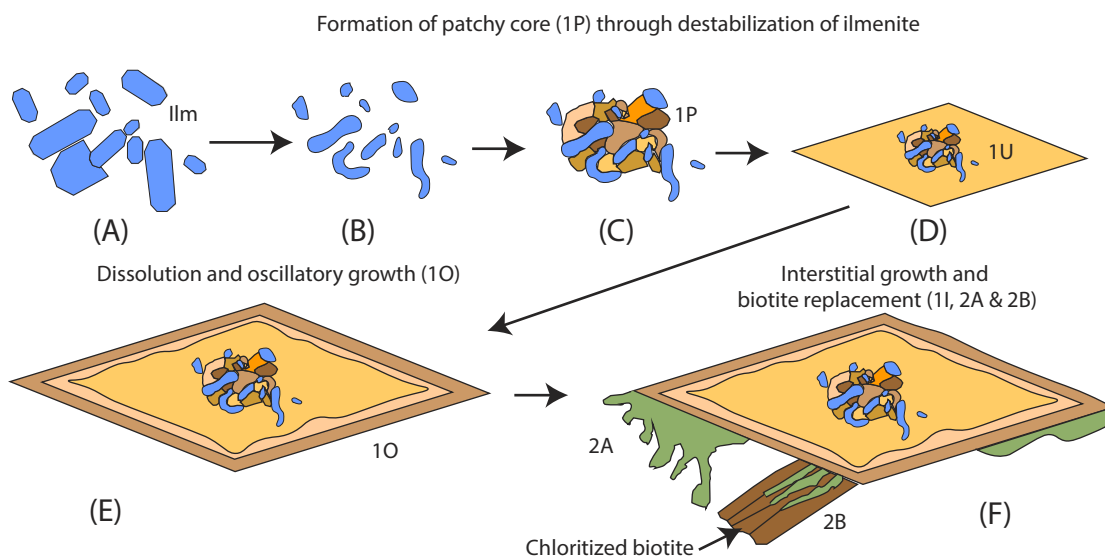 Formation of patchy core (1P) through destabilization of ilmenite
Ilm
1P
1U
(A)
(B)
(C)
(D)
Dissolution and oscillatory growth (1O)
Interstitial growth and
biotite replacement (1I, 2A & 2B)
1O
2A
2B
(E)
(F)
Chloritized biotite